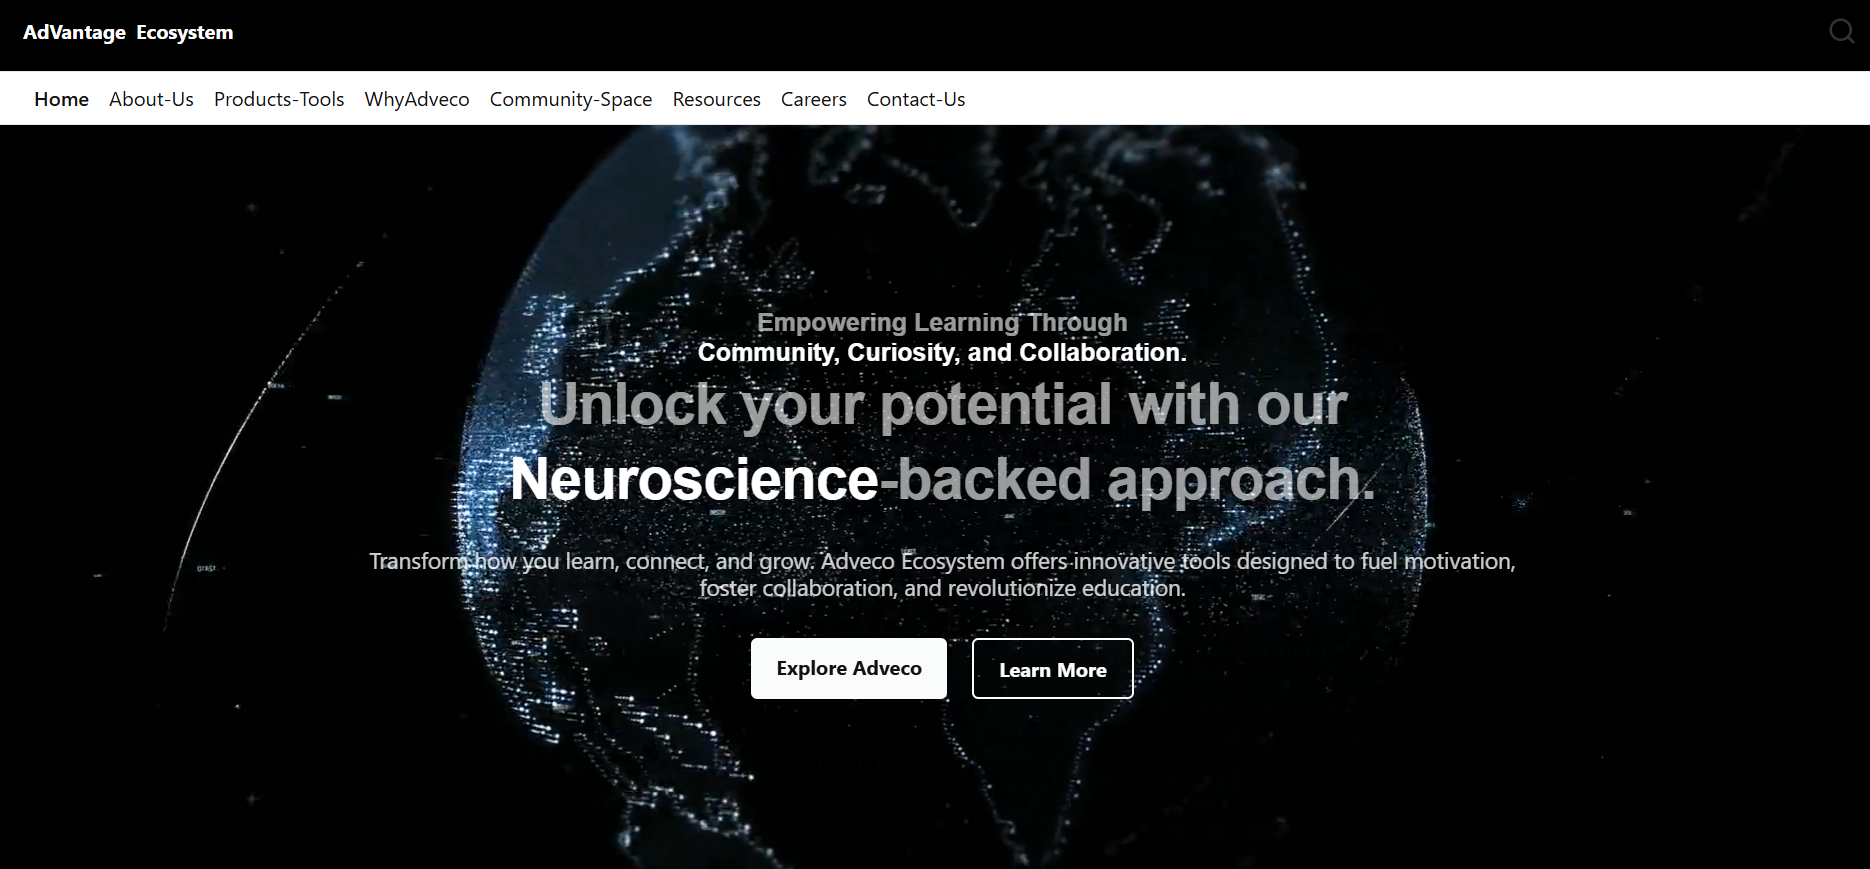 AdVantage Ecosystem
Home About-Us Products-Tools WhyAdveco Community-Space Resources Careers Contact-Us
Empowering Learning Through
Community, Curiosity, and Collaboration.
Unlock your potential with our
Neuroscience-backed approach.
Transform how you learn, connect, and grow. Adveco Ecosystem offers innovative tools designed to fuel motivation,
foster collaboration, and revolutionize education.
Explore Adveco Learn More